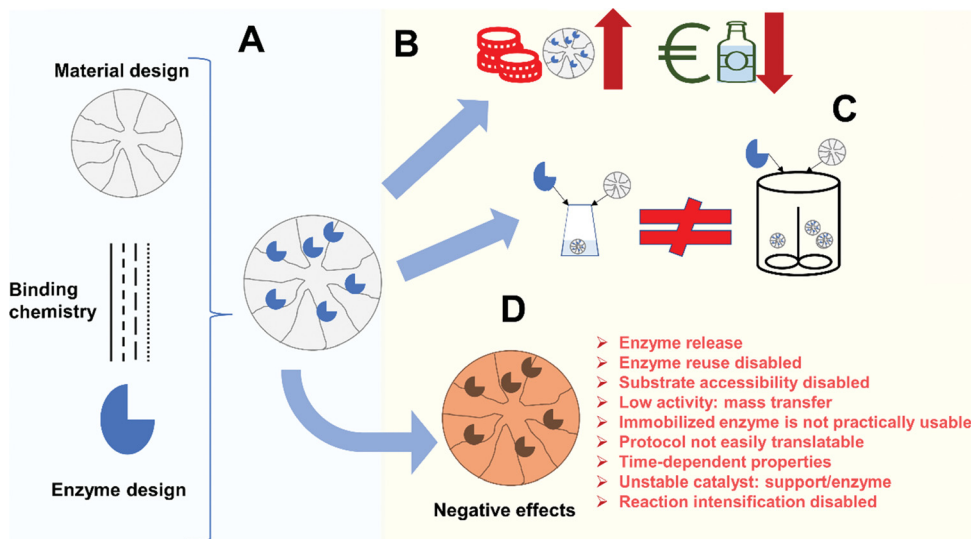 A
Material design
Binding
chemistry
Enzyme design
B
€
C
D
Negative effects
➢ Enzyme release
➢ Enzyme reuse disabled
➢ Substrate accessibility disabled
➢ Low activity: mass transfer
➢ Immobilized enzyme is not practically usable
➢ Protocol not easily translatable
➢ Time-dependent properties
➢ Unstable catalyst: support/enzyme
➢ Reaction intensification disabled